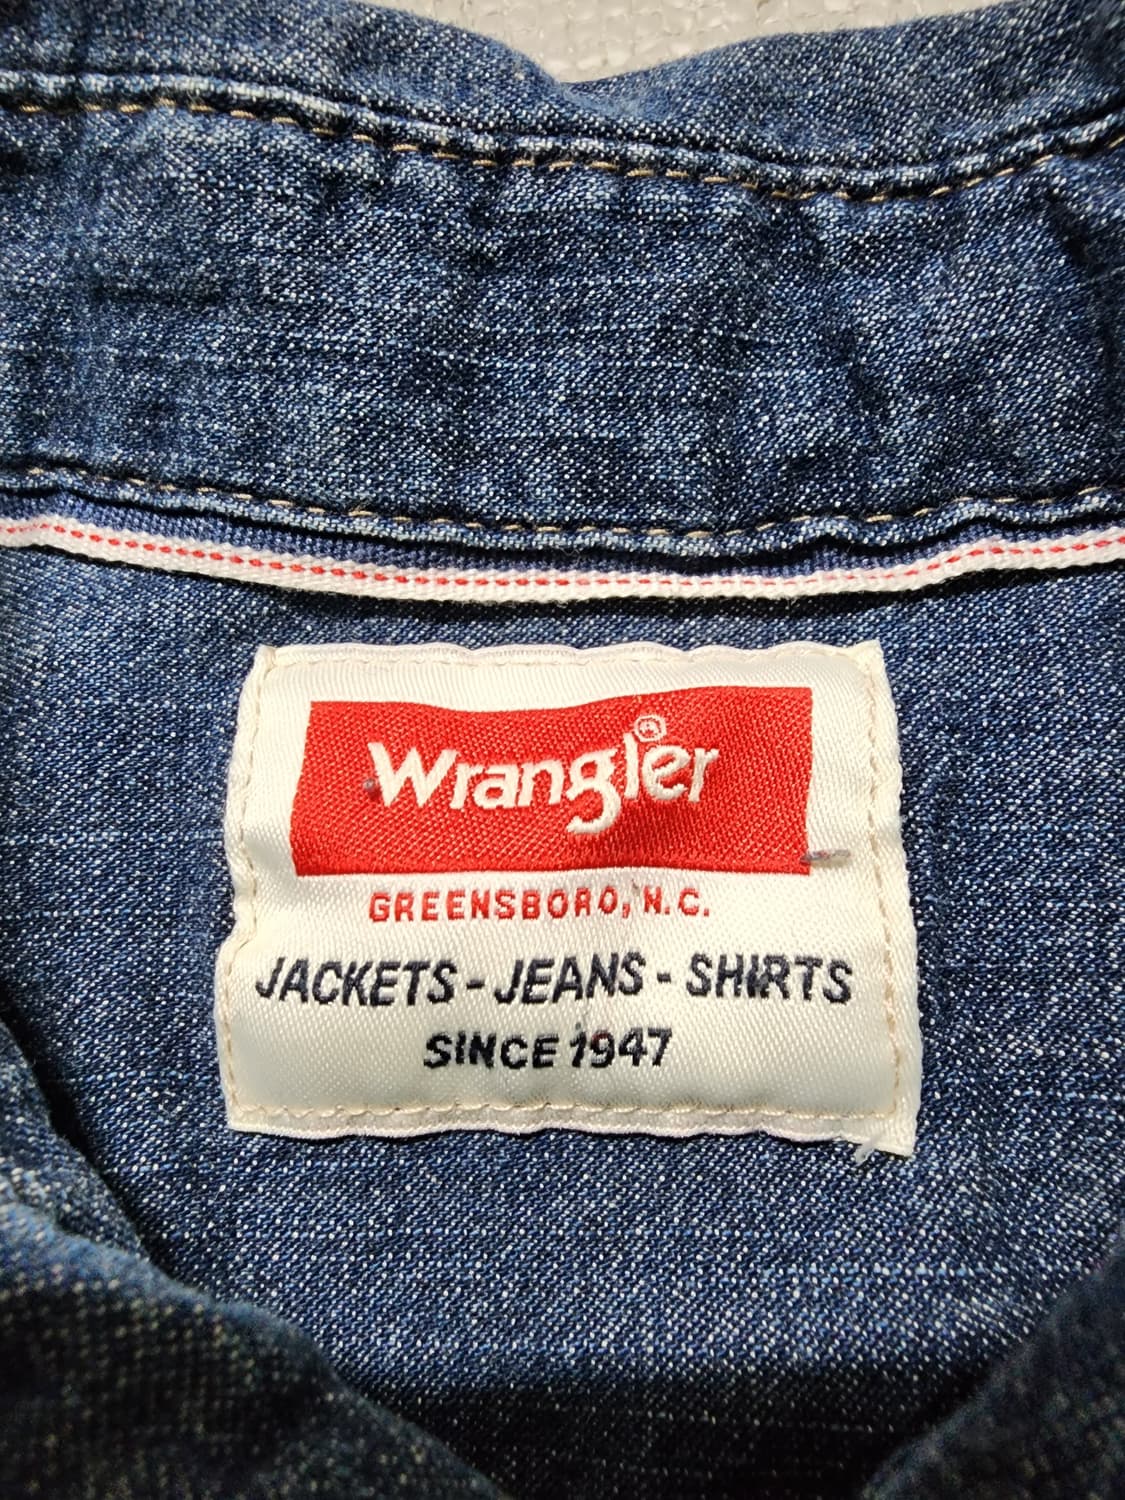 Wrangler®
GREENSBORO, N.C.
JACKETS - JEANS - SHIRTS
SINCE 1947